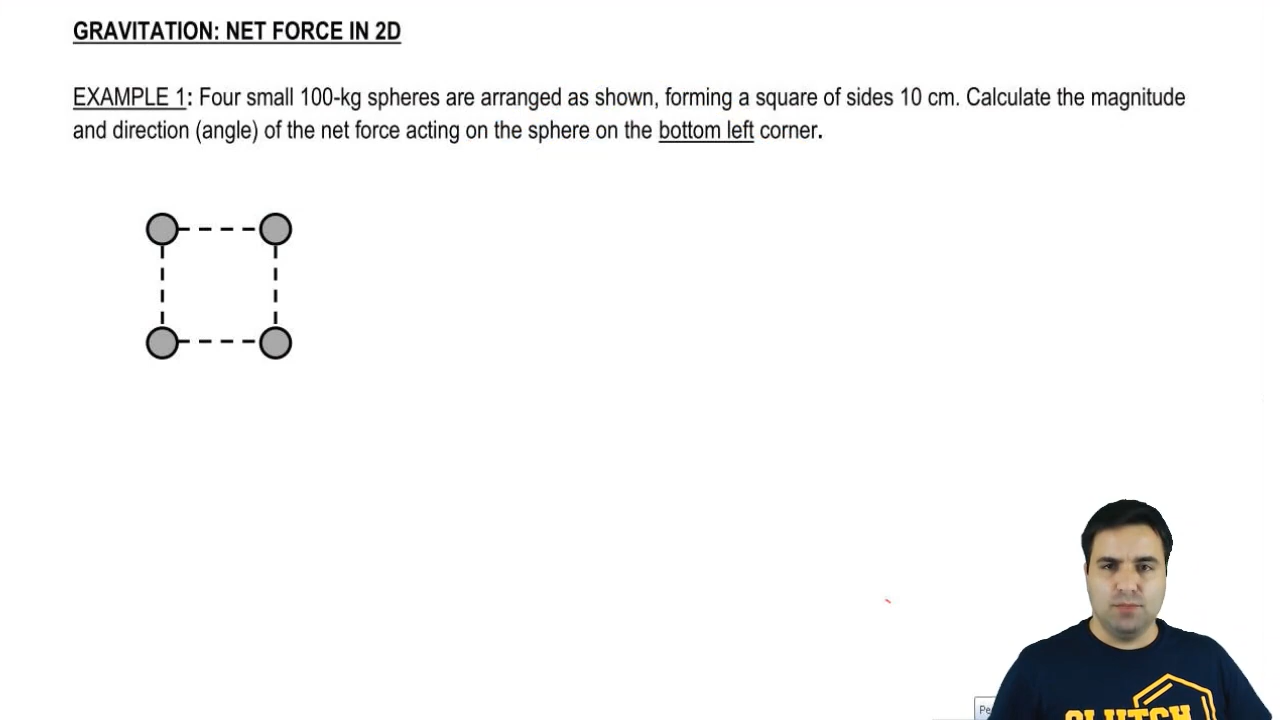 GRAVITATION: NET FORCE IN 2D
EXAMPLE 1: Four small 100-kg spheres are arranged as shown, forming a square of sides 10 cm. Calculate the magnitude
and direction (angle) of the net force acting on the sphere on the bottom left corner.
CLUTCH